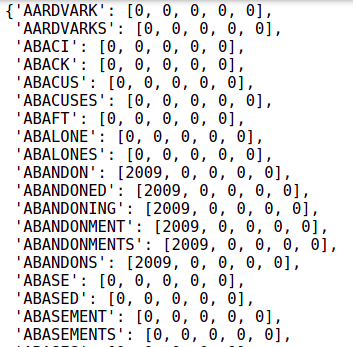 {'AARDVARK': [0, 0, 0, 0, 0],
'AARDVARKS': [0, 0, 0, 0, 0],
'ABACI': [0, 0, 0, 0, 0],
'ABACK': [0, 0, 0, 0, 0],
'ABACUS': [0, 0, 0, 0, 0],
'ABACUSES': [0, 0, 0, 0, 0],
'ABAFT': [0, 0, 0, 0, 0],
'ABALONE': [0, 0, 0, 0, 0],
'ABALONES': [0, 0, 0, 0, 0],
'ABANDON': [2009, 0, 0, 0, 0],
'ABANDONED': [2009, 0, 0, 0, 0],
'ABANDONING': [2009, 0, 0, 0, 0],
'ABANDONMENT': [2009, 0, 0, 0, 0],
'ABANDONMENTS': [2009, 0, 0, 0, 0],
'ABANDONS': [2009, 0, 0, 0, 0],
'ABASE': [0, 0, 0, 0, 0],
'ABASED': [0, 0, 0, 0, 0],
'ABASEMENT': [0, 0, 0, 0, 0],
'ABASEMENTS': [0, 0, 0, 0, 0],